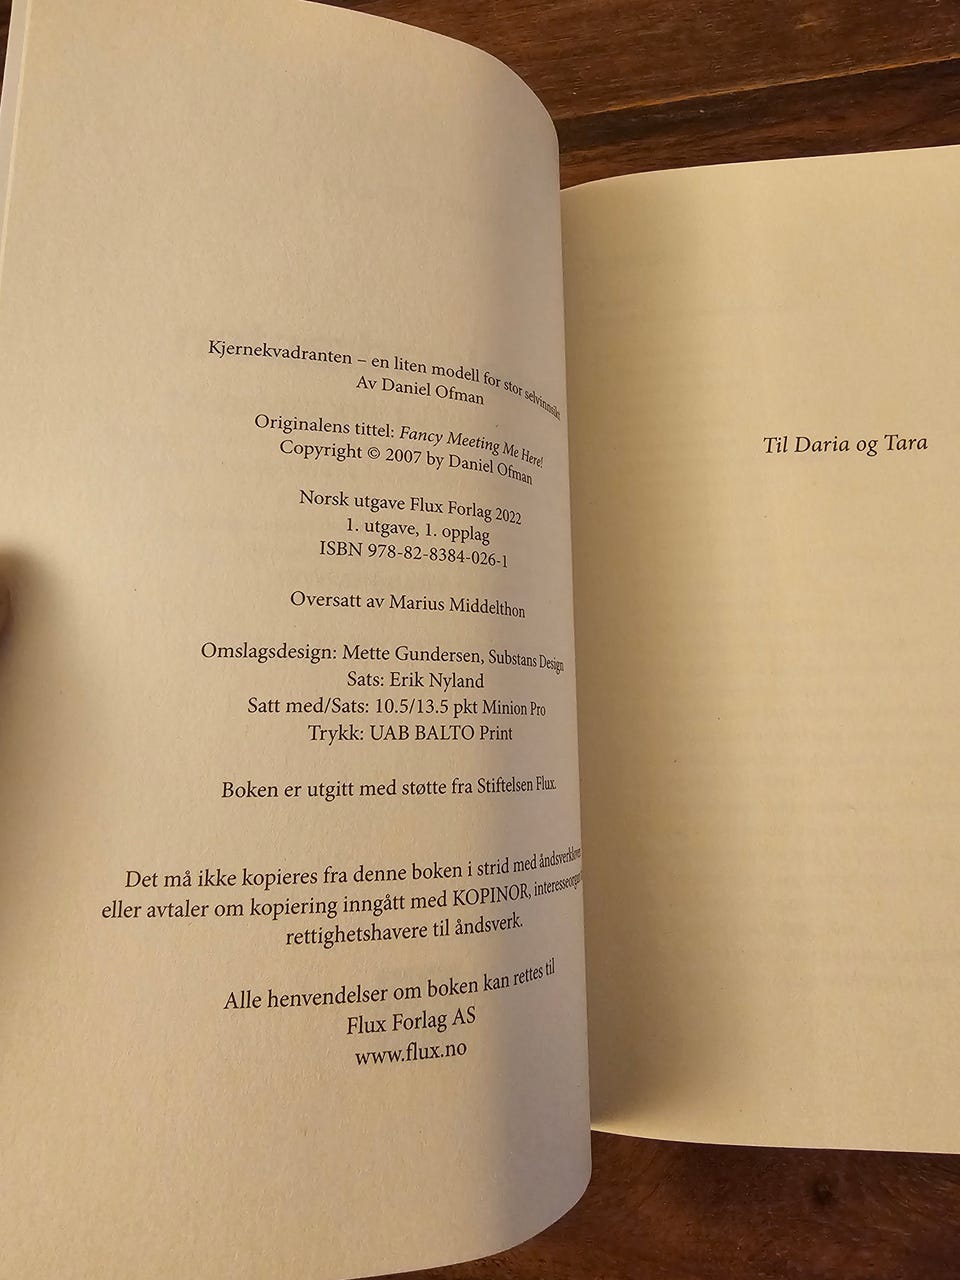 Kjernekvadranten – en liten modell for stor selvinnsikt
Av Daniel Ofman
Originalens tittel: Fancy Meeting Me Here!
Copyright © 2007 by Daniel Ofman
Norsk utgave Flux Forlag 2022
1. utgave, 1. opplag
ISBN 978-82-8384-026-1
Oversatt av Marius Middelthon
Omslagsdesign: Mette Gundersen, Substans Design
Sats: Erik Nyland
Satt med/Sats: 10.5/13.5 pkt Minion Pro
Trykk: UAB BALTO Print
Boken er utgitt med støtte fra Stiftelsen Flux.
Det må ikke kopieres fra denne boken i strid med
eller avtaler om kopiering inngått med KOPINOR,
rettighetshavere til åndsverk.
Alle henvendelser om boken kan rettes til
Flux Forlag AS
www.flux.no
Til Daria og Tara